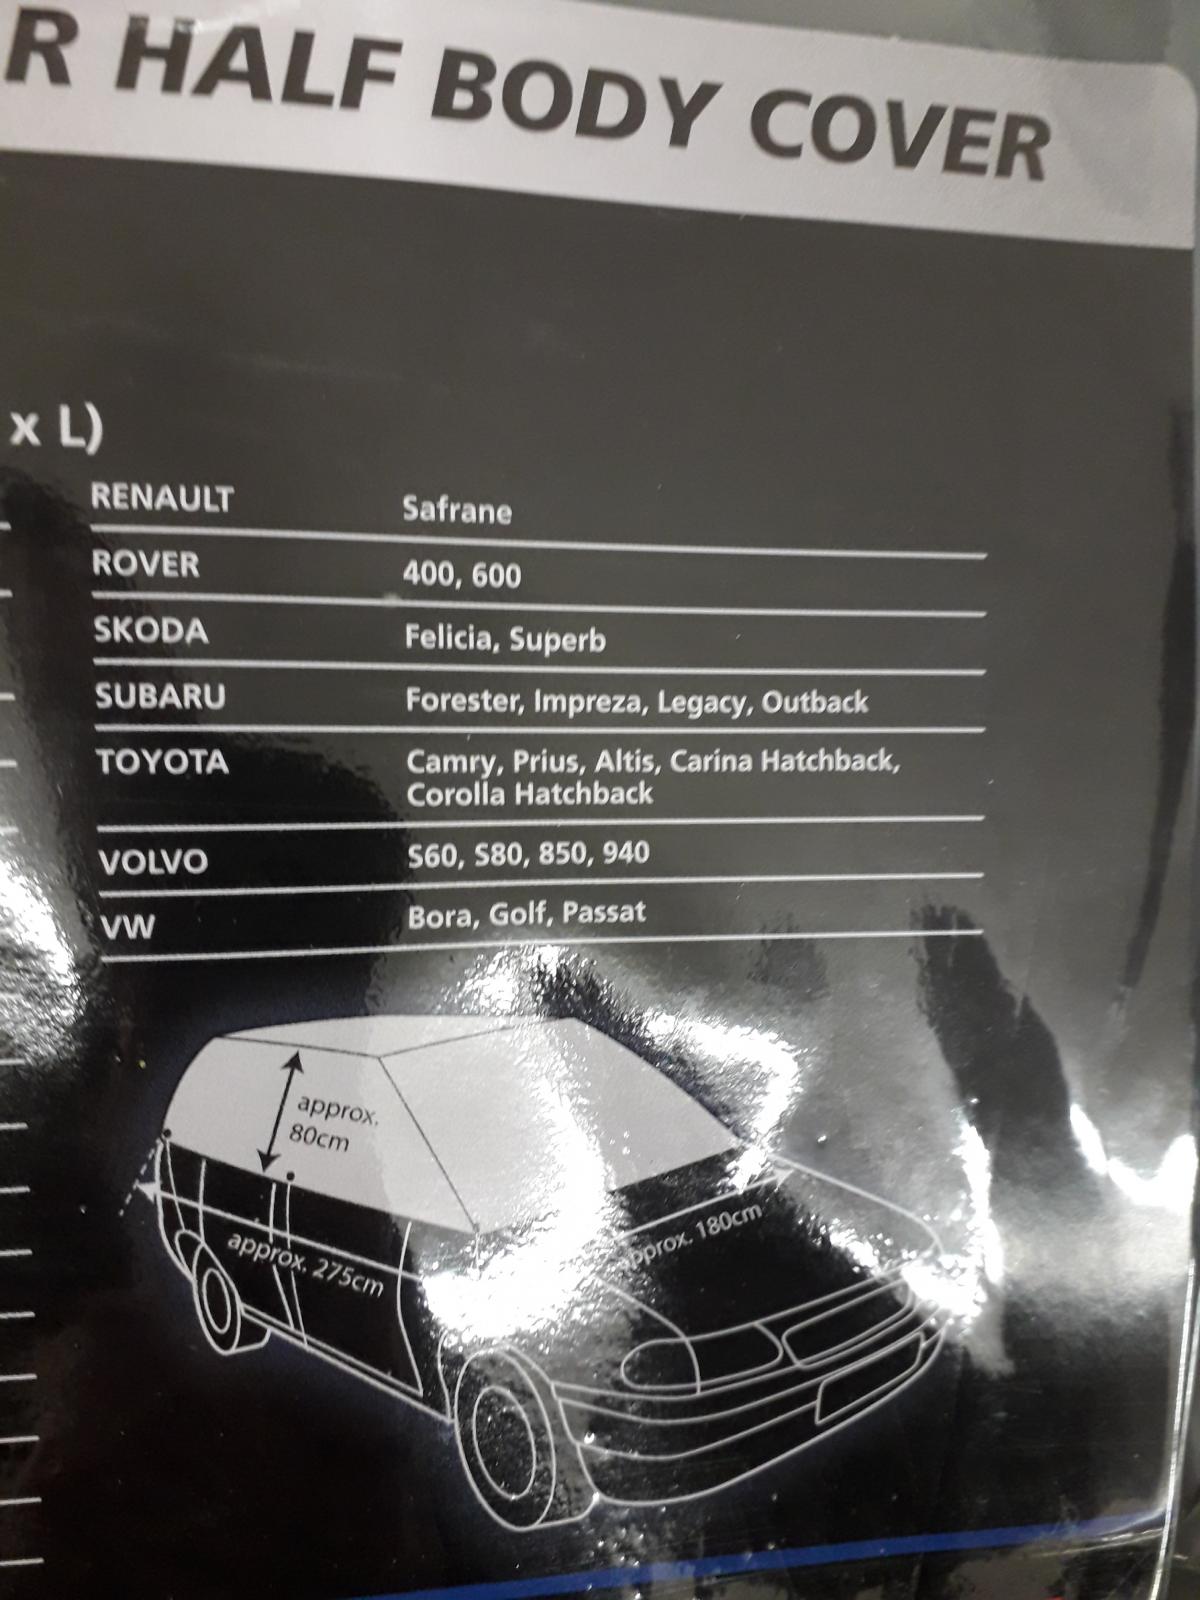 R HALF BODY COVER
x L)
RENAULT Safrane
ROVER 400, 600
SKODA Felicia, Superb
SUBARU Forester, Impreza, Legacy, Outback
TOYOTA Camry, Prius, Altis, Carina Hatchback,
Corolla Hatchback
VOLVO S60, S80, 850, 940
VW Bora, Golf, Passat
approx.
80cm
approx. 275cm
approx. 180cm